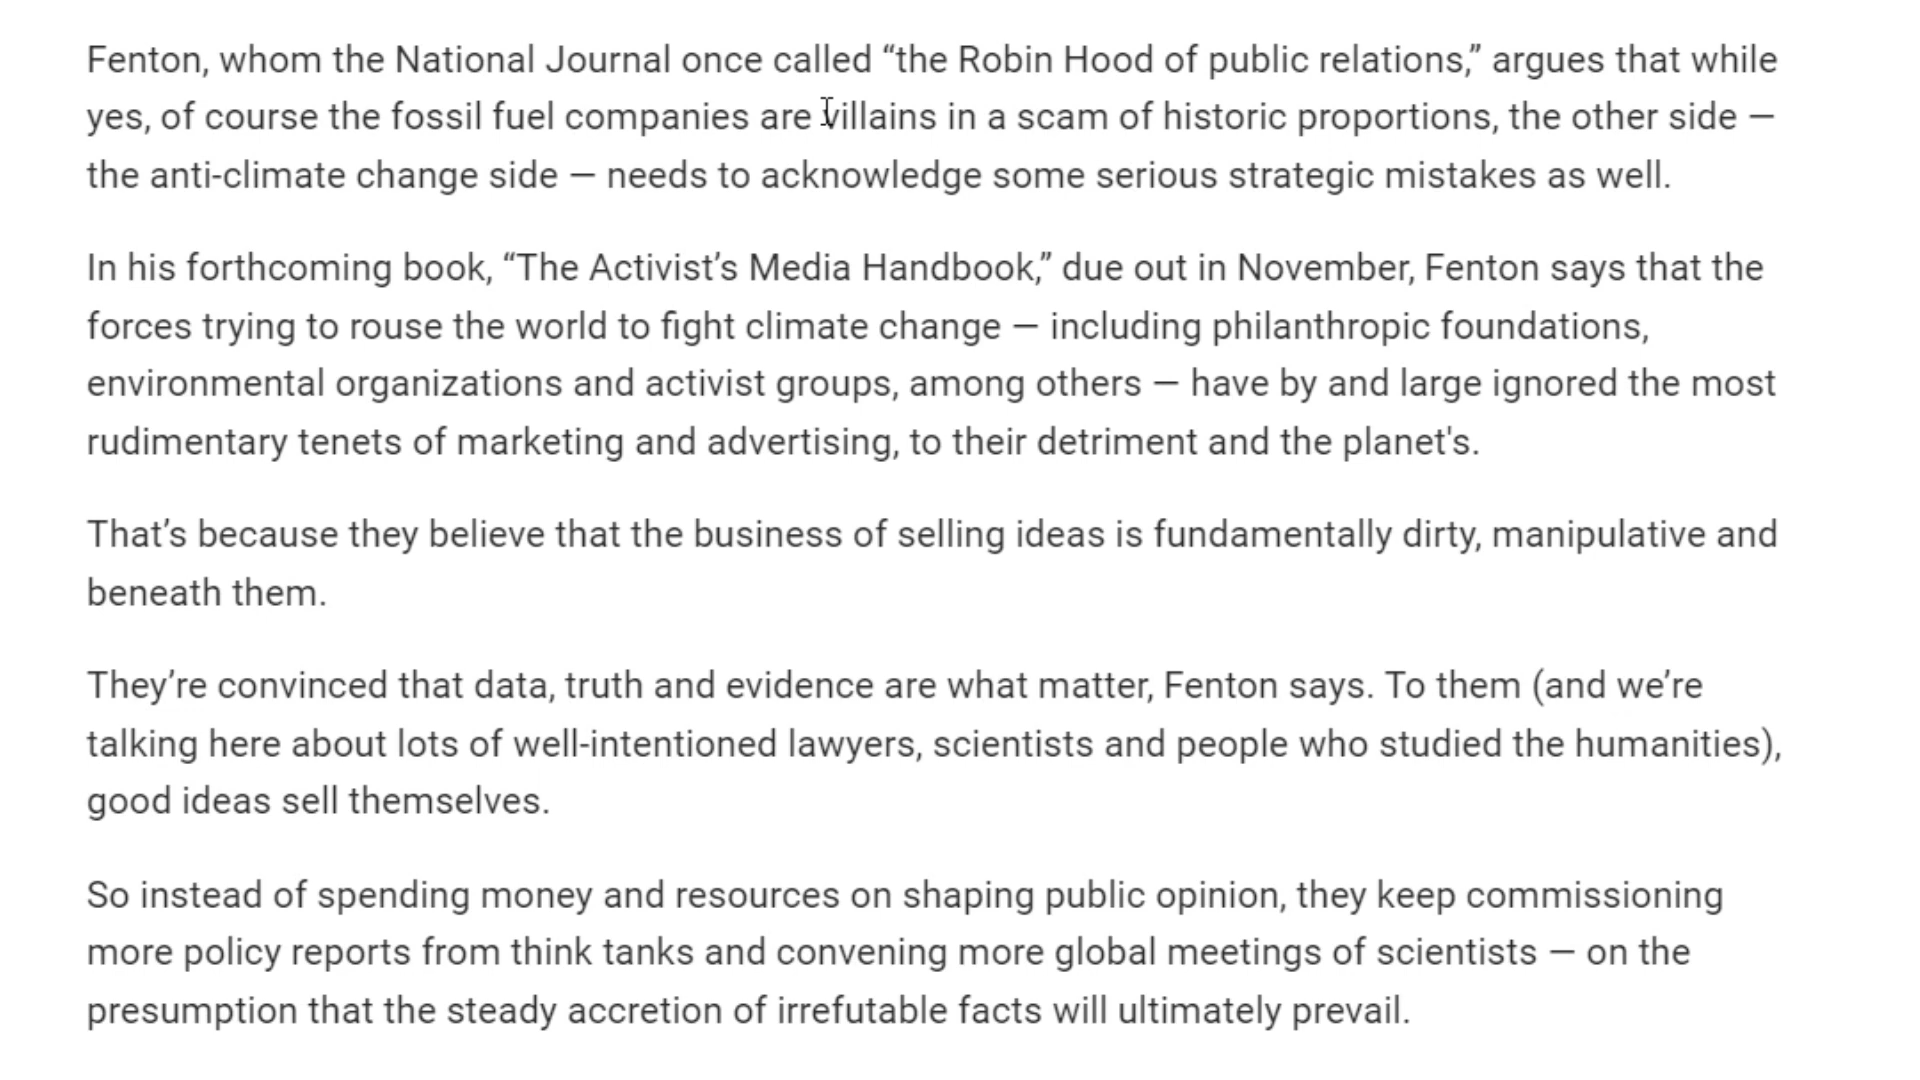 Fenton, whom the National Journal once called “the Robin Hood of public relations,” argues that while
yes, of course the fossil fuel companies are villains in a scam of historic proportions, the other side —
the anti-climate change side — needs to acknowledge some serious strategic mistakes as well.
In his forthcoming book, “The Activist’s Media Handbook,” due out in November, Fenton says that the
forces trying to rouse the world to fight climate change — including philanthropic foundations,
environmental organizations and activist groups, among others — have by and large ignored the most
rudimentary tenets of marketing and advertising, to their detriment and the planet's.
That’s because they believe that the business of selling ideas is fundamentally dirty, manipulative and
beneath them.
They’re convinced that data, truth and evidence are what matter, Fenton says. To them (and we’re
talking here about lots of well-intentioned lawyers, scientists and people who studied the humanities),
good ideas sell themselves.
So instead of spending money and resources on shaping public opinion, they keep commissioning
more policy reports from think tanks and convening more global meetings of scientists — on the
presumption that the steady accretion of irrefutable facts will ultimately prevail.